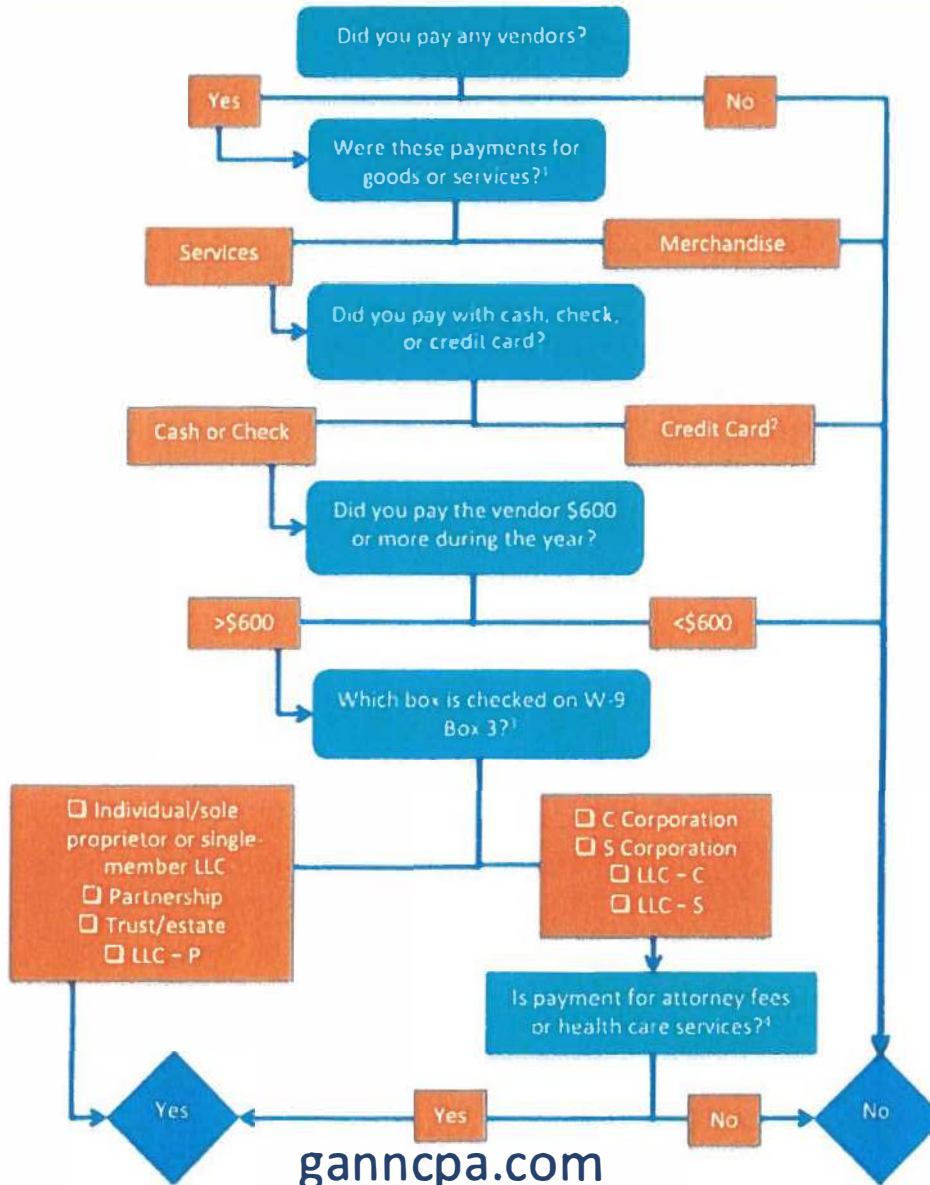 Did you pay any vendors?
Yes
No
Were these payments for
goods or services?¹
Services
Merchandise
Did you pay with cash, check,
or credit card?
Cash or Check
Credit Card²
Did you pay the vendor $600
or more during the year?
>$600
<$600
Which box is checked on W-9
Box 3?³
❑ Individual/sole
proprietor or single-
member LLC
❑ Partnership
❑ Trust/estate
❑ LLC – P
❑ C Corporation
❑ S Corporation
❑ LLC – C
❑ LLC – S
Is payment for attorney fees
or health care services?⁴
Yes
Yes
No
No
ganncpa.com